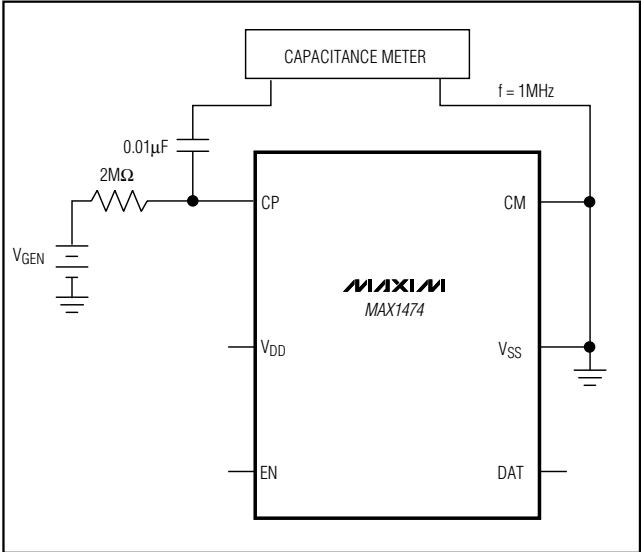 CAPACITANCE METER
f = 1MHz
0.01μF
2MΩ
CP
CM
VGEN
MAXIM
MAX1474
VDD
VSS
EN
DAT